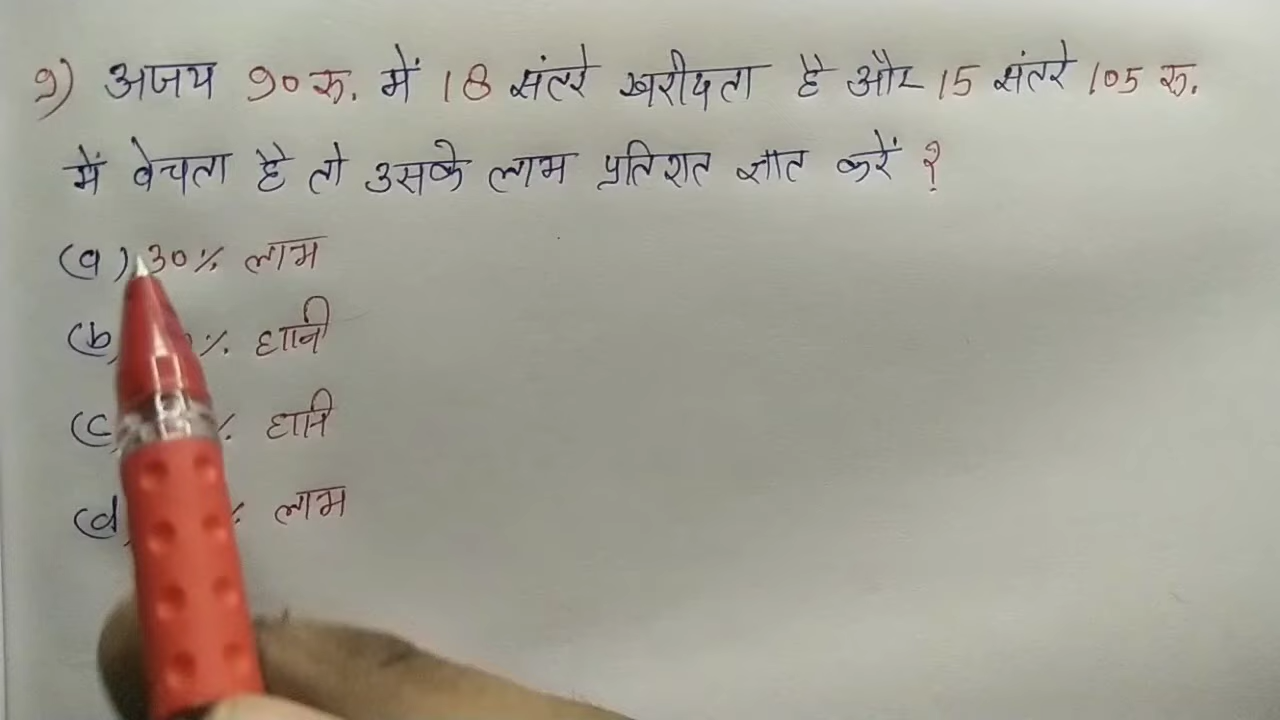 9) अजय 90 रु. में 18 संतरे खरीदता है और 15 संतरे 105 रु.
में बेचता है तो उसके लाभ प्रतिशत ज्ञात करें ?
(a) 30% लाभ
(b) % हानी
(c) % हानि
(d) % लाभ